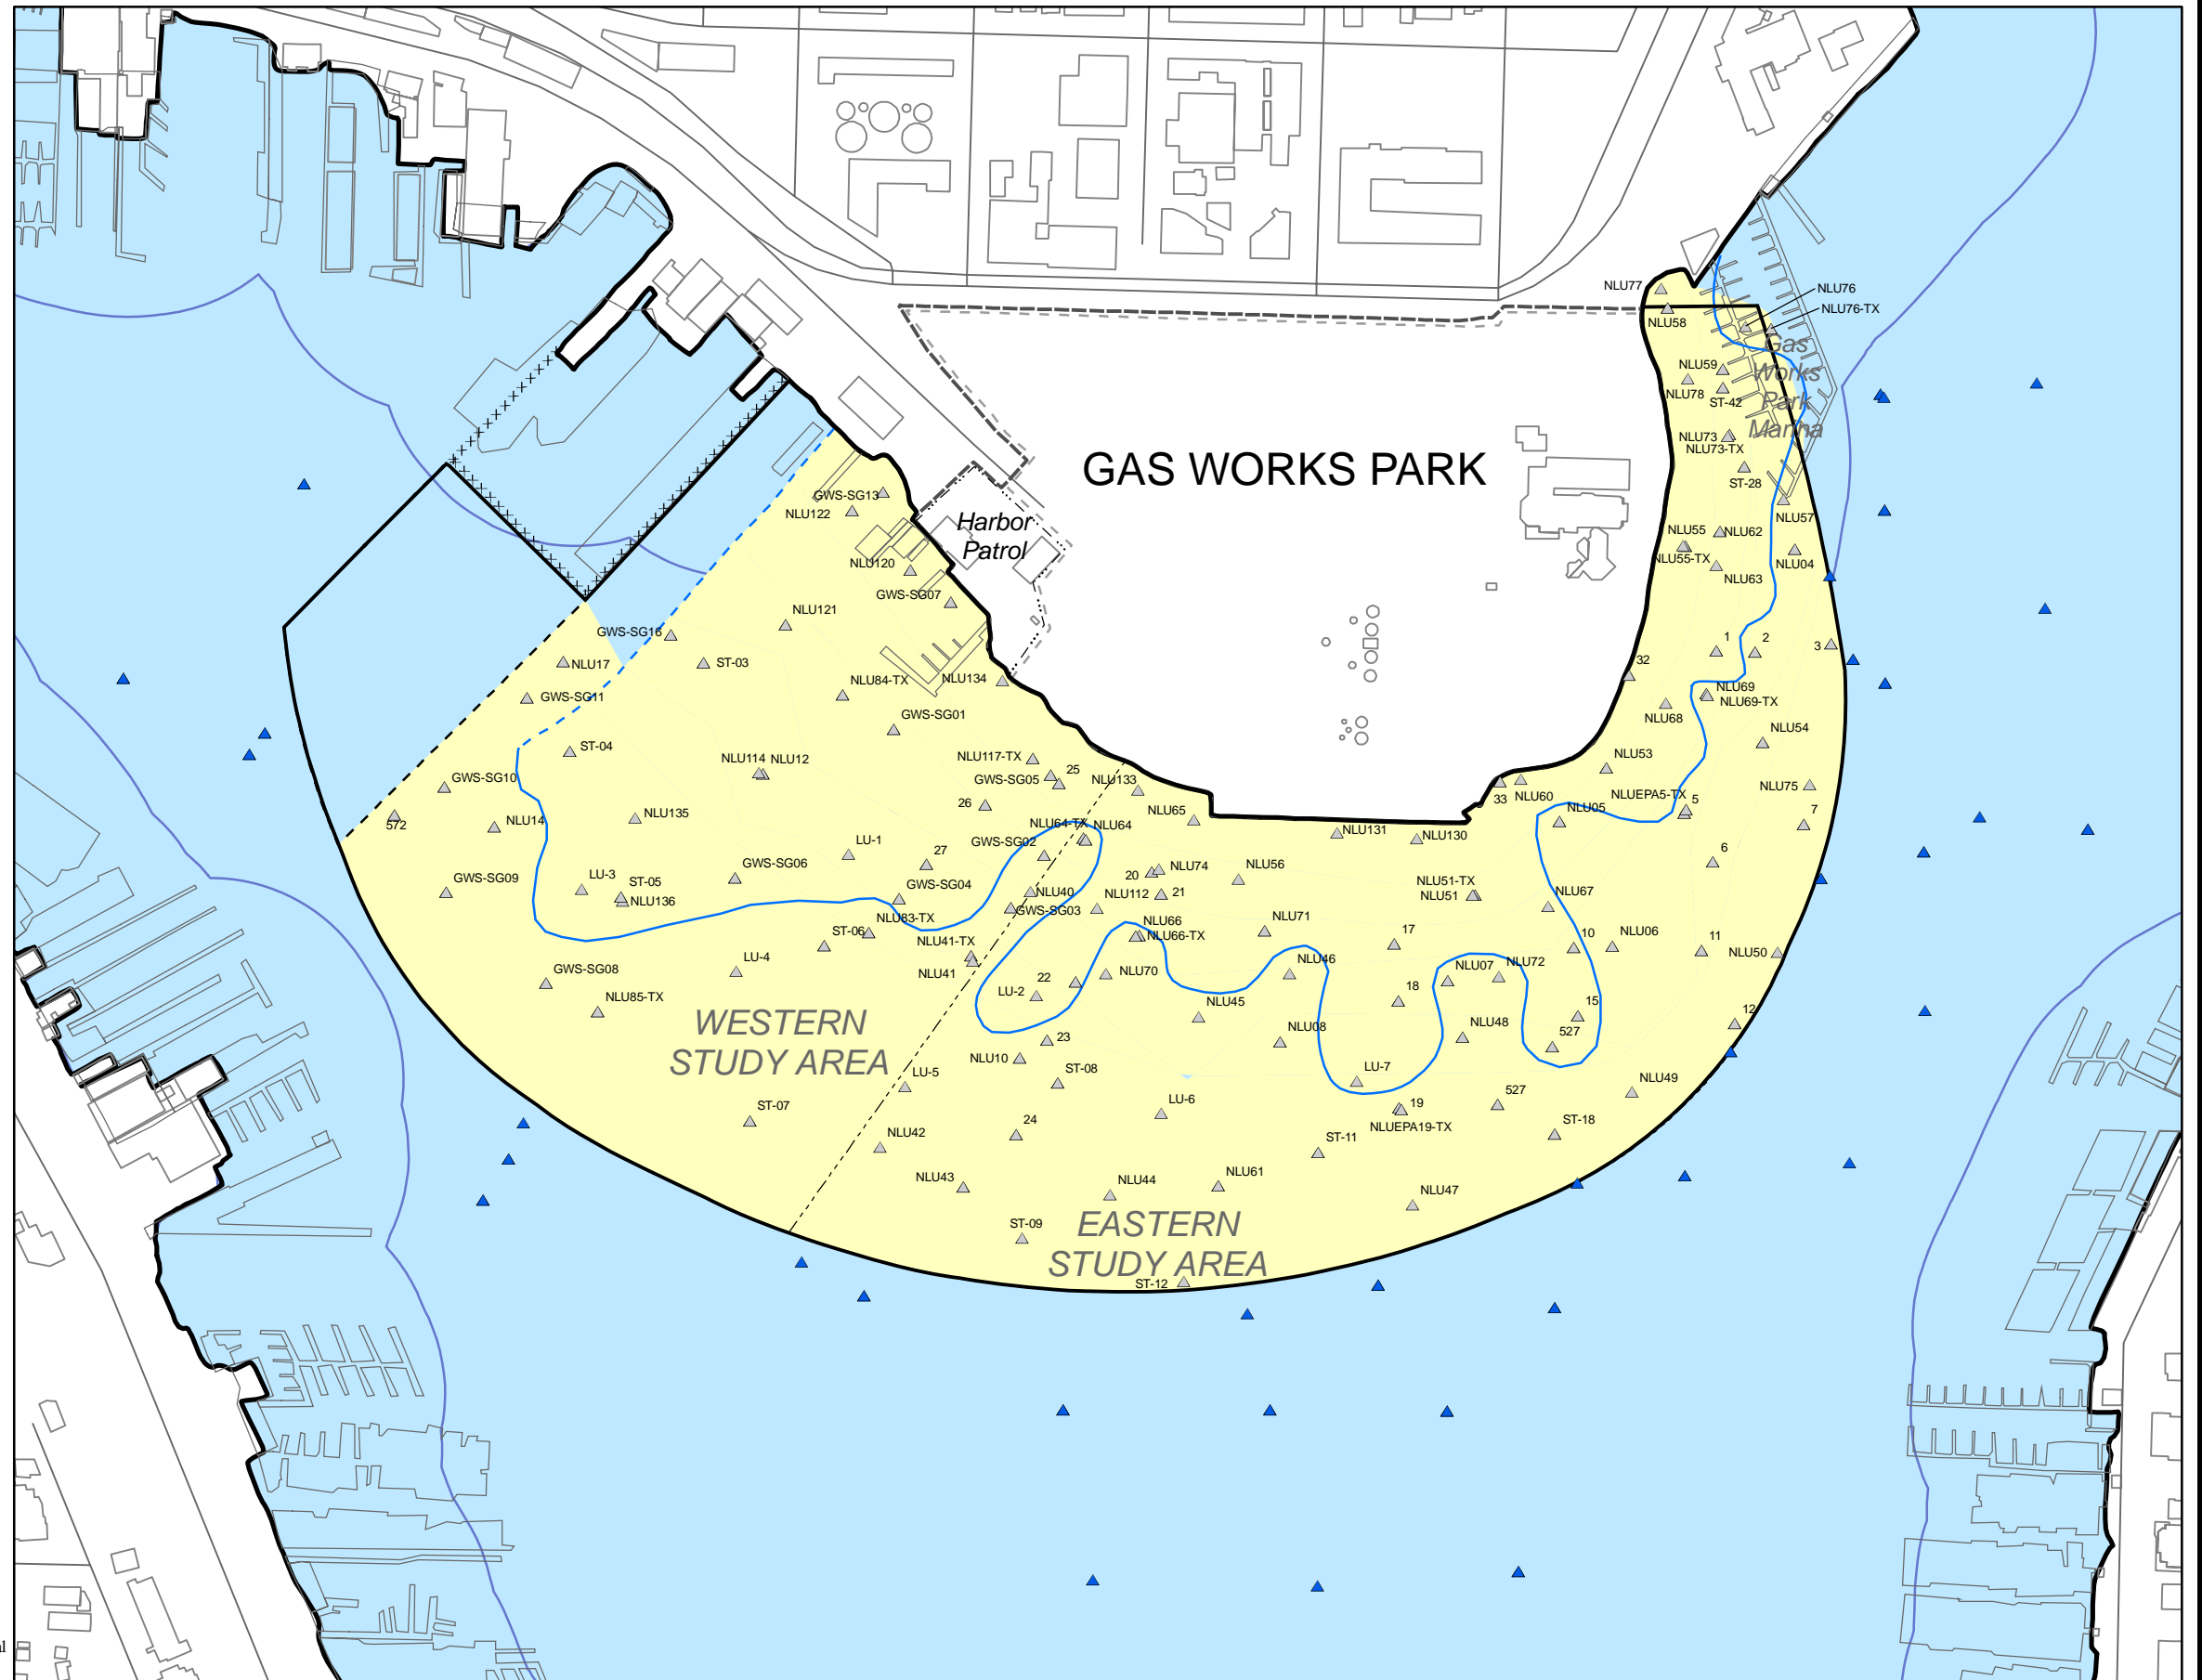 NLU77
NLU76
NLU76-TX
NLU58
Gas
Works
Park
Marina
NLU59
NLU78
ST-42
NLU73
NLU73-TX
ST-28
GAS WORKS PARK
GWS-SG13
NLU122
Harbor
Patrol
NLU57
NLU55
NLU62
NLU55-TX
NLU04
NLU63
NLU120
GWS-SG07
NLU121
GWS-SG16
NLU17
ST-03
NLU84-TX
NLU134
GWS-SG11
GWS-SG01
1
2
3
32
NLU69
NLU69-TX
NLU68
NLU54
ST-04
NLU114
NLU12
NLU117-TX
GWS-SG05
25
NLU133
NLU53
NLU75
GWS-SG10
33
NLU60
NLUEPA5-TX
5
7
26
NLU65
NLU05
572
NLU14
NLU135
NLU64-TX
NLU64
NLU131
NLU130
LU-1
27
GWS-SG02
6
GWS-SG06
20
NLU74
NLU56
NLU51-TX
NLU51
GWS-SG09
LU-3
ST-05
NLU136
GWS-SG04
NLU40
NLU112
21
NLU67
GWS-SG03
NLU83-TX
NLU66
NLU66-TX
NLU71
ST-06
NLU41-TX
17
10
NLU06
11
NLU50
LU-4
NLU41
NLU46
GWS-SG08
22
NLU70
NLU07
NLU72
LU-2
18
15
NLU85-TX
NLU45
12
WESTERN
STUDY AREA
NLU08
NLU48
527
23
NLU10
ST-08
LU-5
LU-7
NLU49
ST-07
LU-6
19
527
NLUEPA19-TX
24
ST-11
ST-18
NLU42
NLU43
NLU44
NLU61
NLU47
ST-09
EASTERN
STUDY AREA
ST-12